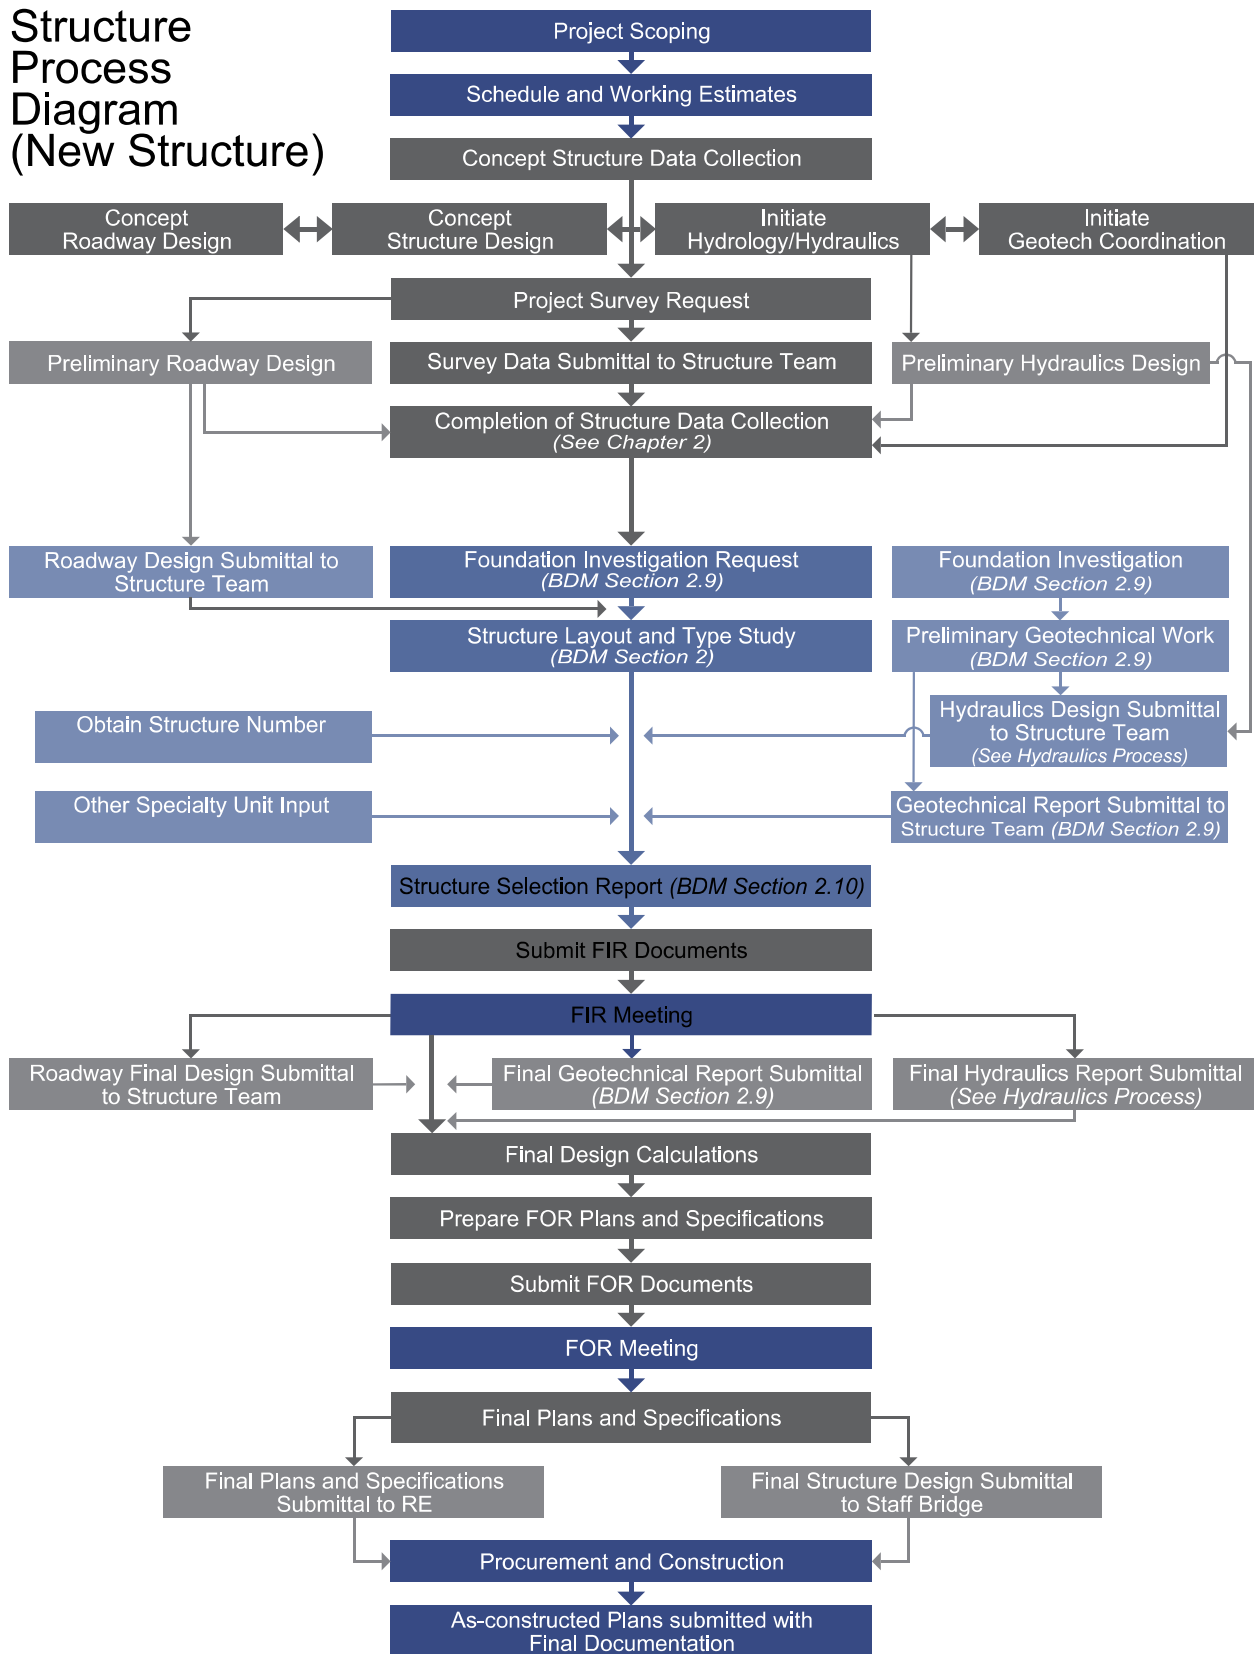 Structure
Process
Diagram
(New Structure)
Project Scoping
Schedule and Working Estimates
Concept Structure Data Collection
Concept
Roadway Design
Concept
Structure Design
Initiate
Hydrology/Hydraulics
Initiate
Geotech Coordination
Project Survey Request
Preliminary Roadway Design
Survey Data Submittal to Structure Team
Preliminary Hydraulics Design
Completion of Structure Data Collection
(See Chapter 2)
Roadway Design Submittal to
Structure Team
Foundation Investigation Request
(BDM Section 2.9)
Foundation Investigation
(BDM Section 2.9)
Structure Layout and Type Study
(BDM Section 2)
Preliminary Geotechnical Work
(BDM Section 2.9)
Obtain Structure Number
Hydraulics Design Submittal
to Structure Team
(See Hydraulics Process)
Other Specialty Unit Input
Geotechnical Report Submittal to
Structure Team (BDM Section 2.9)
Structure Selection Report (BDM Section 2.10)
Submit FIR Documents
FIR Meeting
Roadway Final Design Submittal
to Structure Team
Final Geotechnical Report Submittal
(BDM Section 2.9)
Final Hydraulics Report Submittal
(See Hydraulics Process)
Final Design Calculations
Prepare FOR Plans and Specifications
Submit FOR Documents
FOR Meeting
Final Plans and Specifications
Final Plans and Specifications
Submittal to RE
Final Structure Design Submittal
to Staff Bridge
Procurement and Construction
As-constructed Plans submitted with
Final Documentation